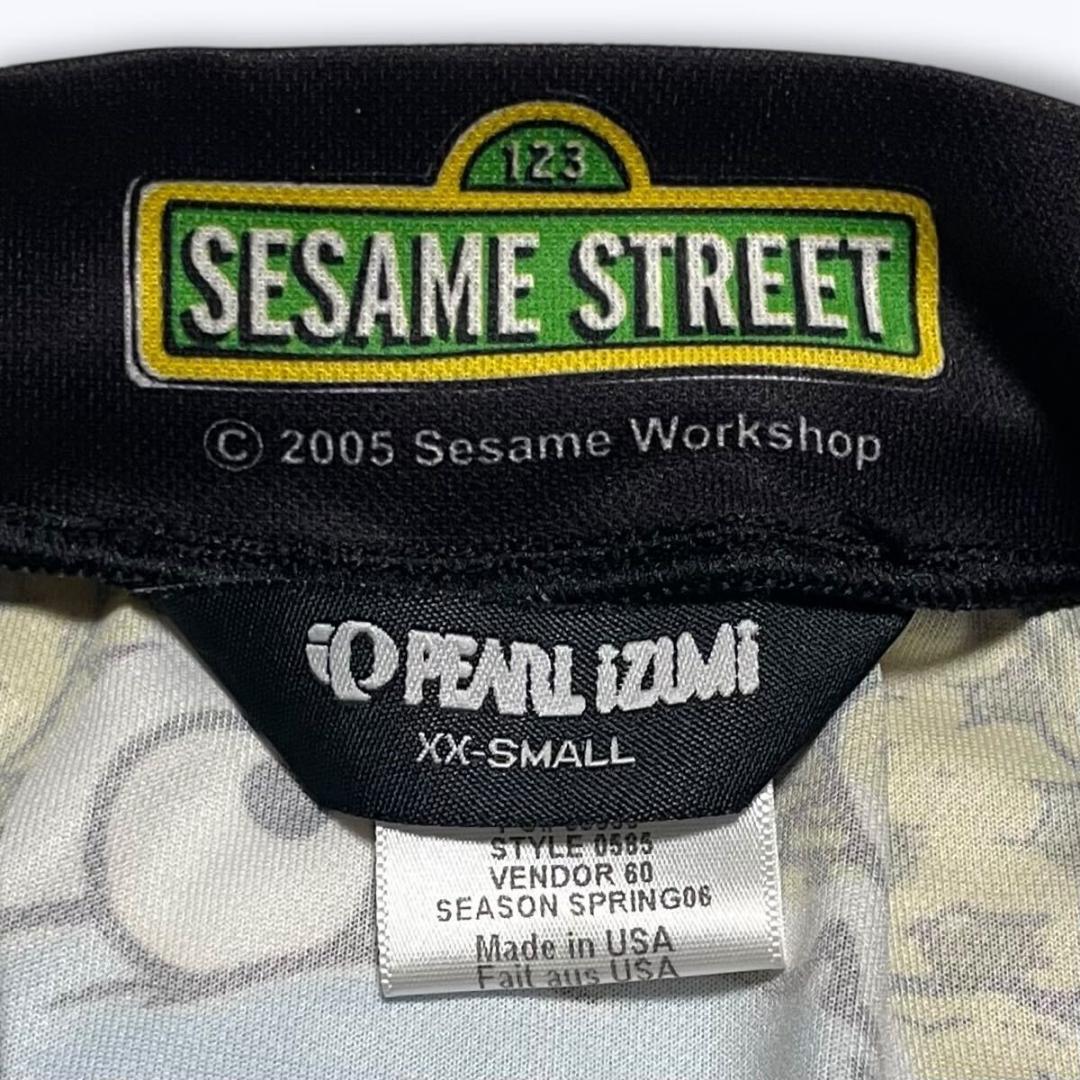 123
SESAME STREET
© 2005 Sesame Workshop
PEARL iZUMi
XX-SMALL
STYLE 0585
VENDOR 60
SEASON SPRING06
Made in USA
Fait aus USA